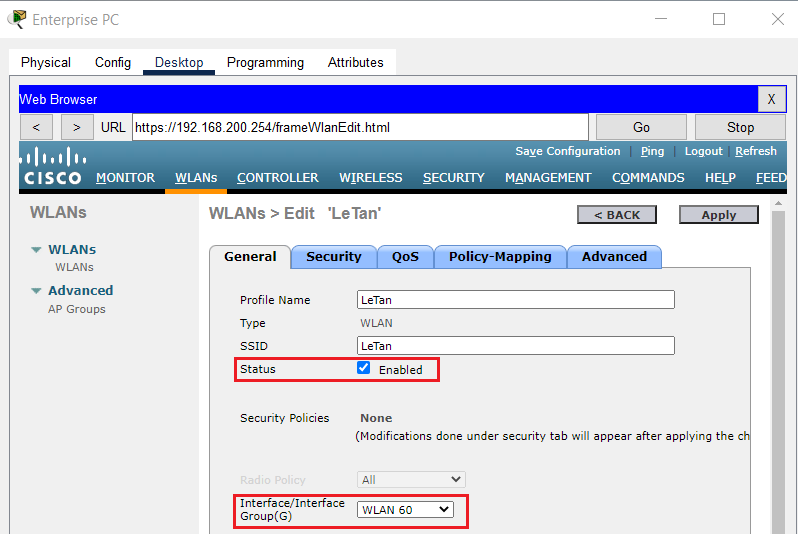 Enterprise PC
Physical Config Desktop Programming Attributes
Web Browser X
< > URL https://192.168.200.254/frameWlanEdit.html Go Stop
Save Configuration | Ping | Logout | Refresh
CISCO MONITOR WLANs CONTROLLER WIRELESS SECURITY MANAGEMENT COMMANDS HELP FEED
WLANs WLANs > Edit 'LeTan' < BACK Apply
WLANs
WLANs
Advanced
AP Groups
General Security QoS Policy-Mapping Advanced
Profile Name LeTan
Type WLAN
SSID LeTan
Status Enabled
Security Policies None
(Modifications done under security tab will appear after applying the ch
Radio Policy All
Interface/Interface
Group(G) WLAN 60